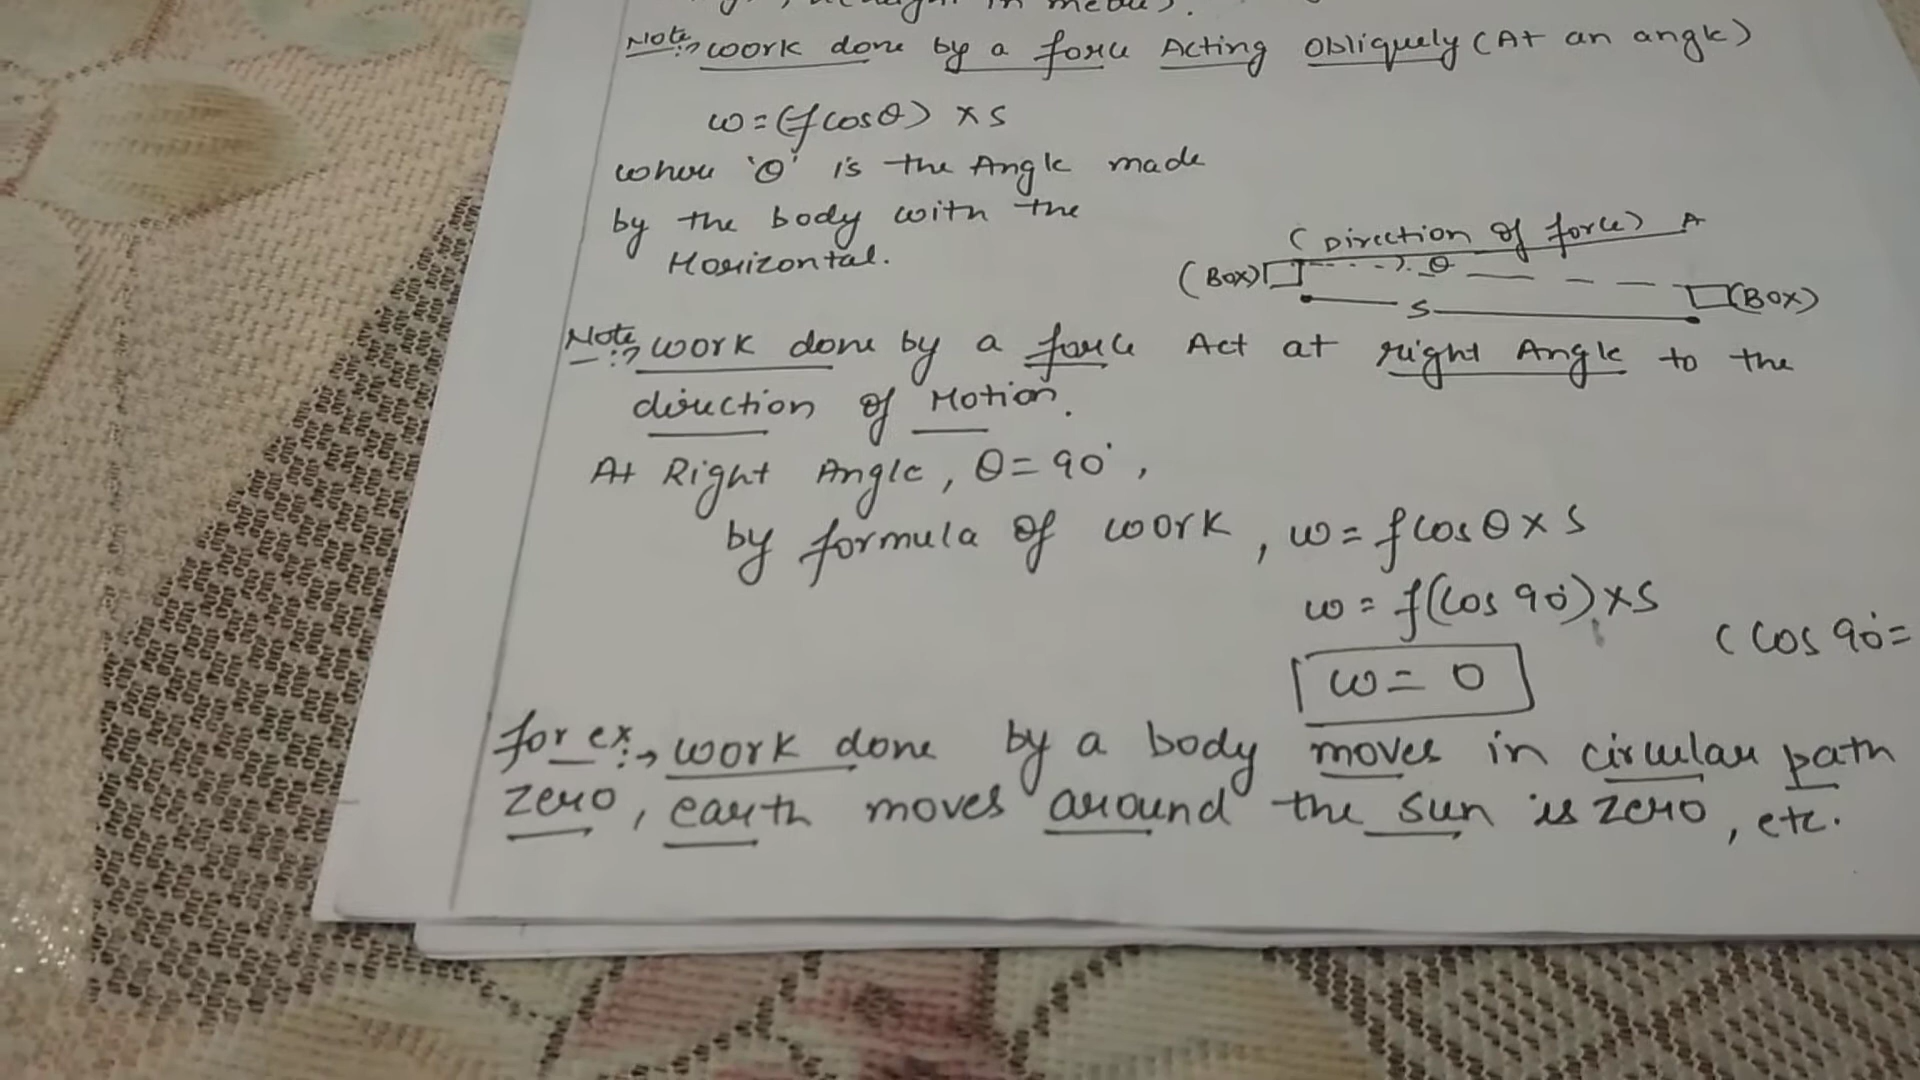 in
Note:→ work done by a force Acting Obliquely (At an angle)
w = (f cosθ) × s
where 'θ' is the Angle made
by the body with the
Horizontal.
(Direction of force) A
(Box) θ
s (Box)
Note:→ work done by a force Act at right Angle to the
direction of Motion.
At Right Angle, θ = 90°,
by formula of work, w = f cos θ × s
w = f(cos 90°) × s
(cos 90° =
w = 0
for ex:→ work done by a body moves in circular path
zero, earth moves around the sun is zero, etc.